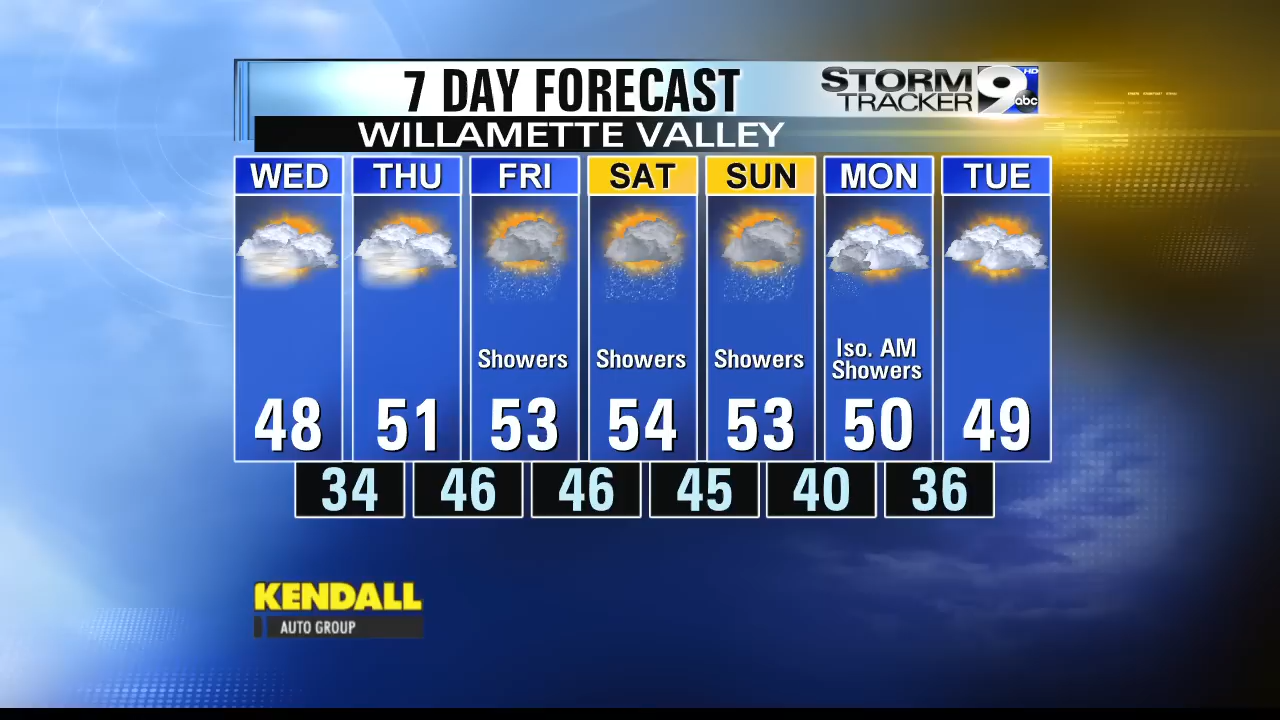 7 DAY FORECAST
STORM TRACKER 9 HD abc
WILLAMETTE VALLEY
WED THU FRI SAT SUN MON TUE
Showers Showers Showers Iso. AM Showers
48 51 53 54 53 50 49
34 46 46 45 40 36
KENDALL
AUTO GROUP